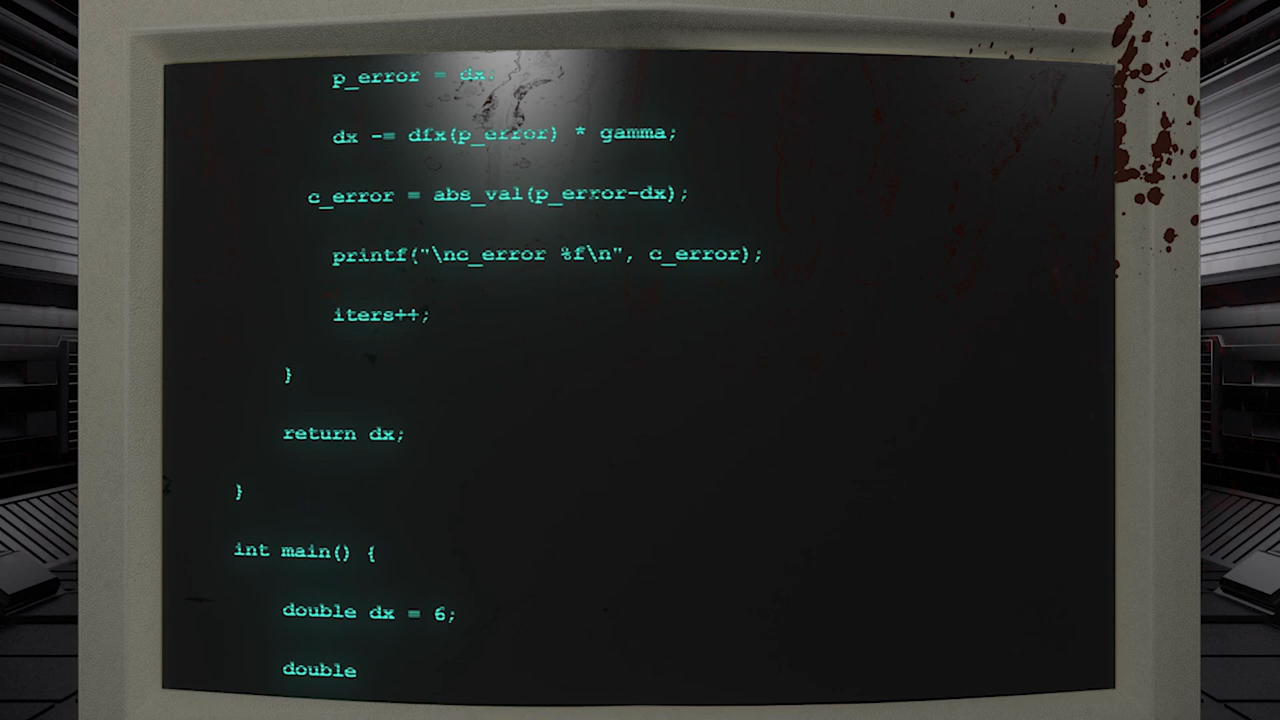 p_error = dx;
dx -= dfx(p_error) * gamma;
c_error = abs_val(p_error-dx);
printf("\nc_error %f\n", c_error);
iters++;
}
return dx;
}
int main() {
double dx = 6;
double